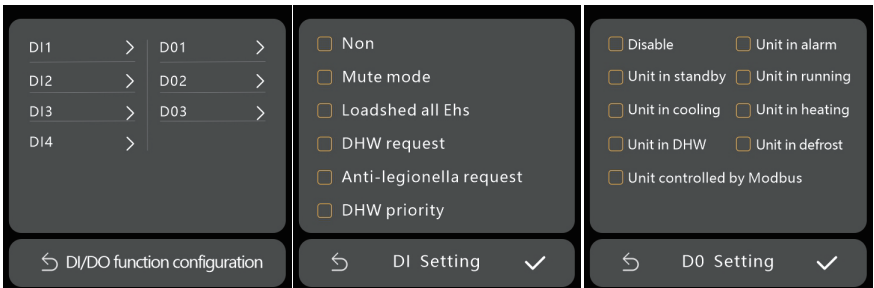 DI1 > D01 >
DI2 > D02 >
DI3 > D03 >
DI4 >
DI/DO function configuration
Non
Mute mode
Loadshed all Ehs
DHW request
Anti-legionella request
DHW priority
DI Setting
Disable Unit in alarm
Unit in standby Unit in running
Unit in cooling Unit in heating
Unit in DHW Unit in defrost
Unit controlled by Modbus
D0 Setting